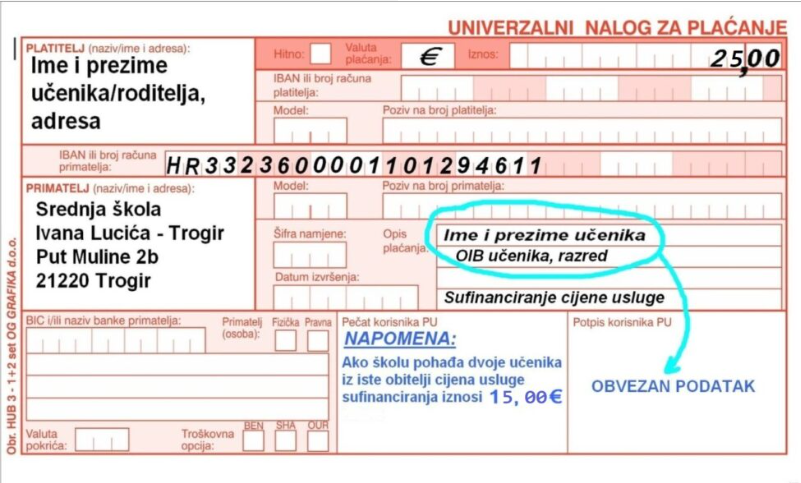 UNIVERZALNI NALOG ZA PLAĆANJE
PLATITELJ (naziv/ime i adresa):
Ime i prezime
učenika/roditelja,
adresa
Hitno:
Valuta
plaćanja:
€
Iznos:
25,00
IBAN ili broj računa
platitelja:
Model:
Poziv na broj platitelja:
IBAN ili broj računa
primatelja:
HR3323600001101294611
PRIMATELJ (naziv/ime i adresa):
Srednja škola
Ivana Lucića - Trogir
Put Muline 2b
21220 Trogir
Model:
Poziv na broj primatelja:
Šifra namjene:
Opis
plaćanja:
Ime i prezime učenika
OIB učenika, razred
Sufinanciranje cijene usluge
Datum izvršenja:
BIC i/ili naziv banke primatelja:
Primatelj
(osoba):
Fizička
Pravna
Valuta
pokrića:
Troškovna
opcija:
BEN
SHA
OUR
Pečat korisnika PU
NAPOMENA:
Ako školu pohađa dvoje učenika
iz iste obitelji cijena usluge
sufinanciranja iznosi 15,00€
Potpis korisnika PU
OBVEZAN PODATAK
Obr. HUB 3 - 1+2 set OG GRAFIKA d.o.o.